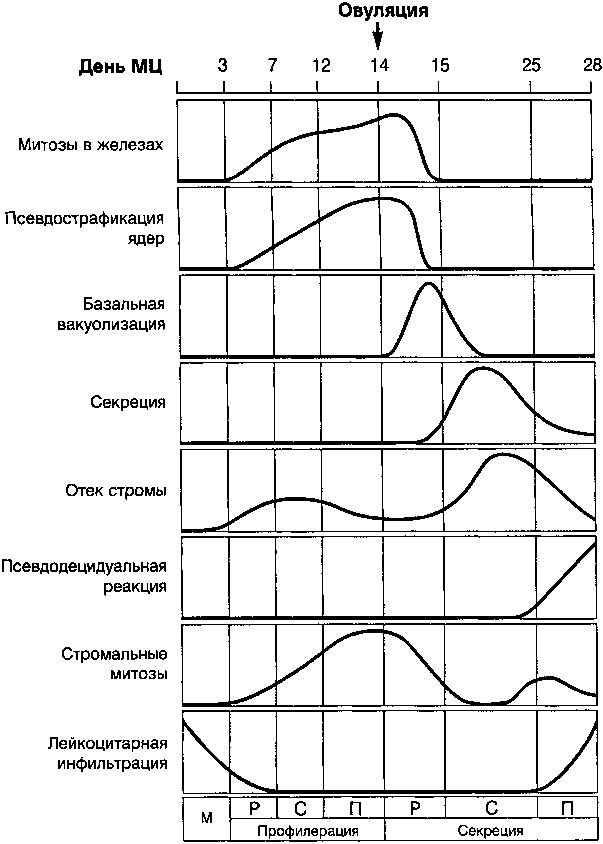 Овуляция
День МЦ 3 7 12 14 15 25 28
Митозы в железах
Псевдострафикация
ядер
Базальная
вакуолизация
Секреция
Отек стромы
Псевдодецидуальная
реакция
Стромальные
митозы
Лейкоцитарная
инфильтрация
М Р С П Р С П
Профилерация Секреция